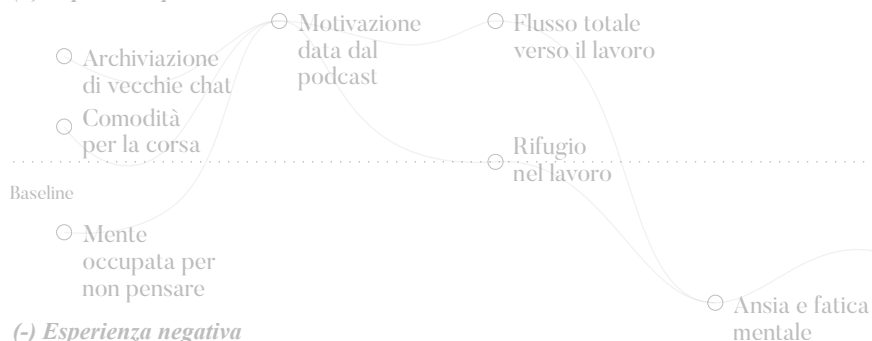 Motivazione
data dal
podcast
Flusso totale
verso il lavoro
Archiviazione
di vecchie chat
Comodità
per la corsa
Rifugio
nel lavoro
Baseline
Mente
occupata per
non pensare
Ansia e fatica
mentale
(-) Esperienza negativa